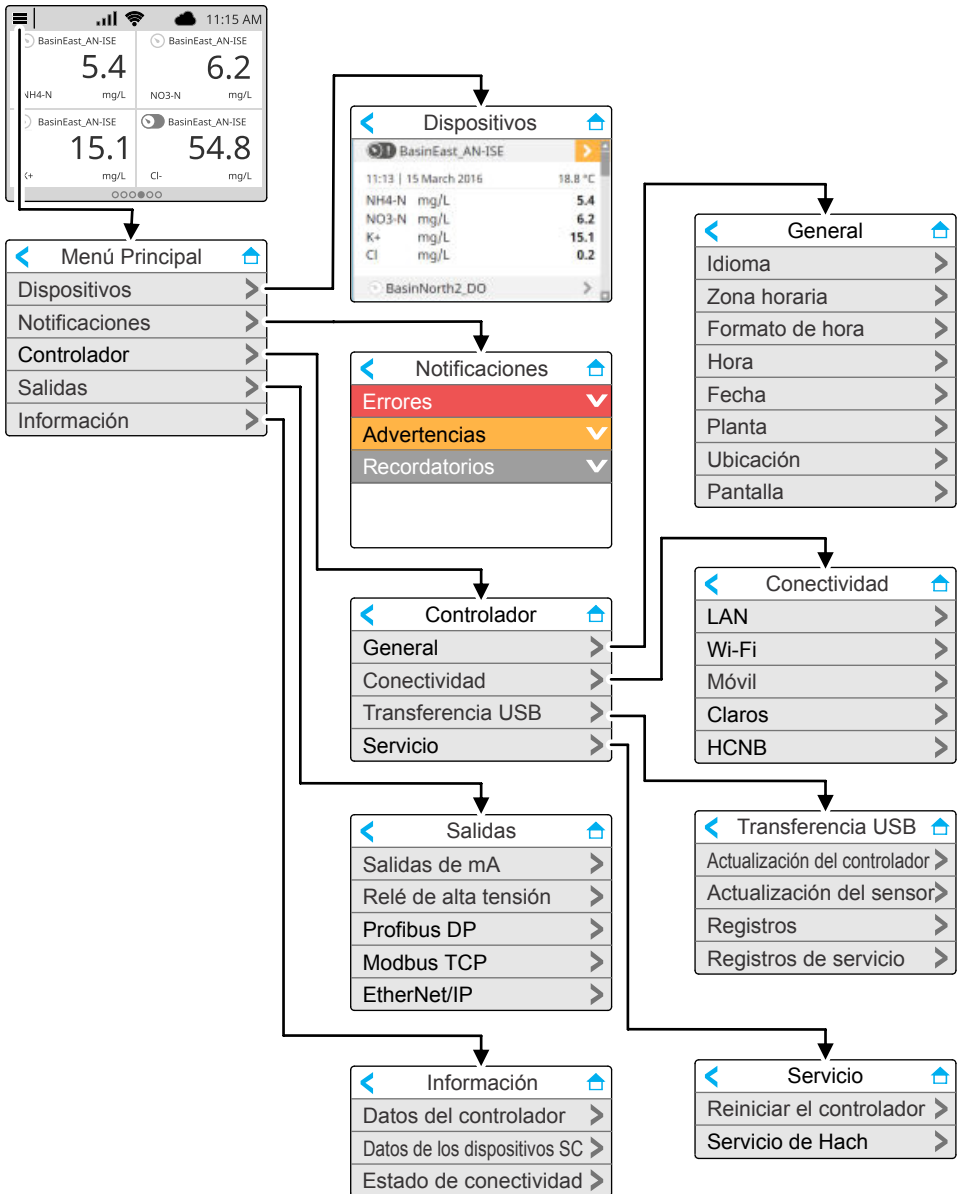 11:15 AM
BasinEast_AN-ISE
BasinEast_AN-ISE
5.4
6.2
NH4-N mg/L
NO3-N mg/L
BasinEast_AN-ISE
BasinEast_AN-ISE
15.1
54.8
K+ mg/L
Cl- mg/L
Menú Principal
Dispositivos
Notificaciones
Controlador
Salidas
Información
Dispositivos
BasinEast_AN-ISE
11:13 | 15 March 2016 18.8 °C
NH4-N mg/L 5.4
NO3-N mg/L 6.2
K+ mg/L 15.1
Cl mg/L 0.2
BasinNorth2_DO
Notificaciones
Errores
Advertencias
Recordatorios
Controlador
General
Conectividad
Transferencia USB
Servicio
Salidas
Salidas de mA
Relé de alta tensión
Profibus DP
Modbus TCP
EtherNet/IP
Información
Datos del controlador
Datos de los dispositivos SC
Estado de conectividad
General
Idioma
Zona horaria
Formato de hora
Hora
Fecha
Planta
Ubicación
Pantalla
Conectividad
LAN
Wi-Fi
Móvil
Claros
HCNB
Transferencia USB
Actualización del controlador
Actualización del sensor
Registros
Registros de servicio
Servicio
Reiniciar el controlador
Servicio de Hach